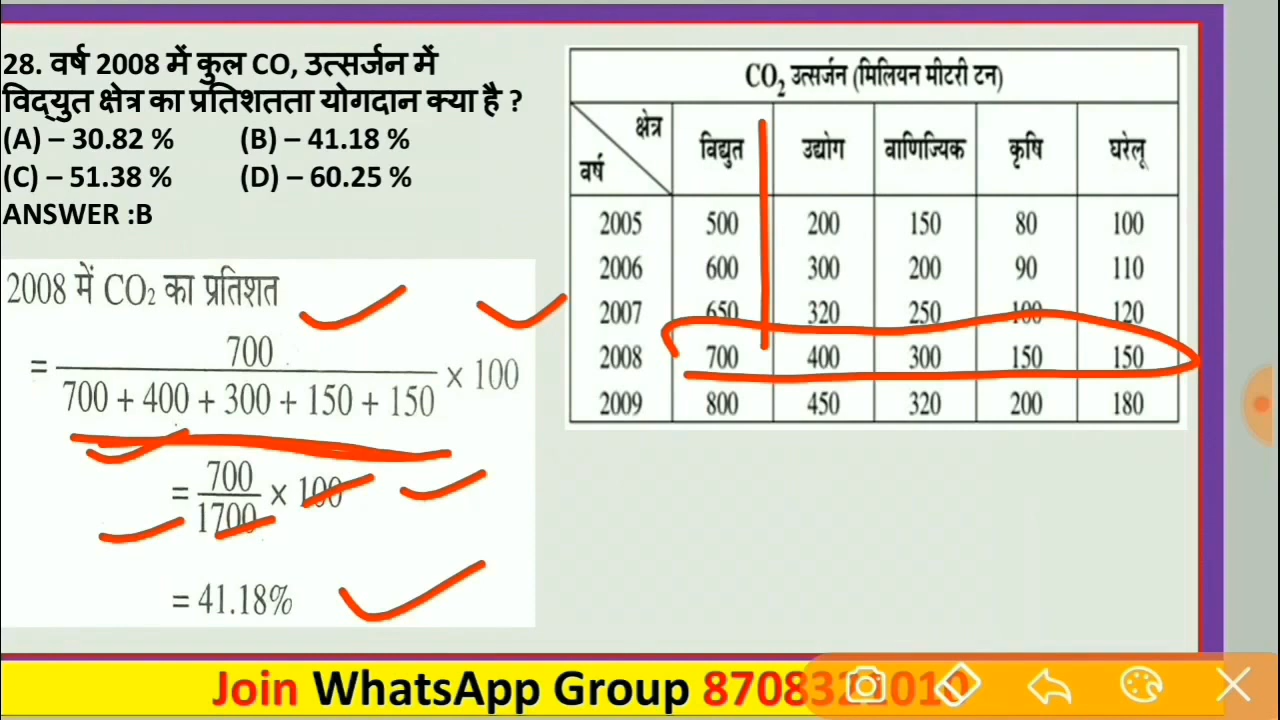 28. वर्ष 2008 में कुल CO, उत्सर्जन में
विद्युत क्षेत्र का प्रतिशतता योगदान क्या है ?
(A) – 30.82 % (B) – 41.18 %
(C) – 51.38 % (D) – 60.25 %
ANSWER :B
2008 में CO₂ का प्रतिशत
= 700 / 700 + 400 + 300 + 150 + 150 × 100
= 700 / 1700 × 100
= 41.18%
CO₂ उत्सर्जन (मिलियन मीटरी टन)
क्षेत्र वर्ष विद्युत उद्योग वाणिज्यिक कृषि घरेलू
2005 500 200 150 80 100
2006 600 300 200 90 110
2007 650 320 250 100 120
2008 700 400 300 150 150
2009 800 450 320 200 180
Join WhatsApp Group